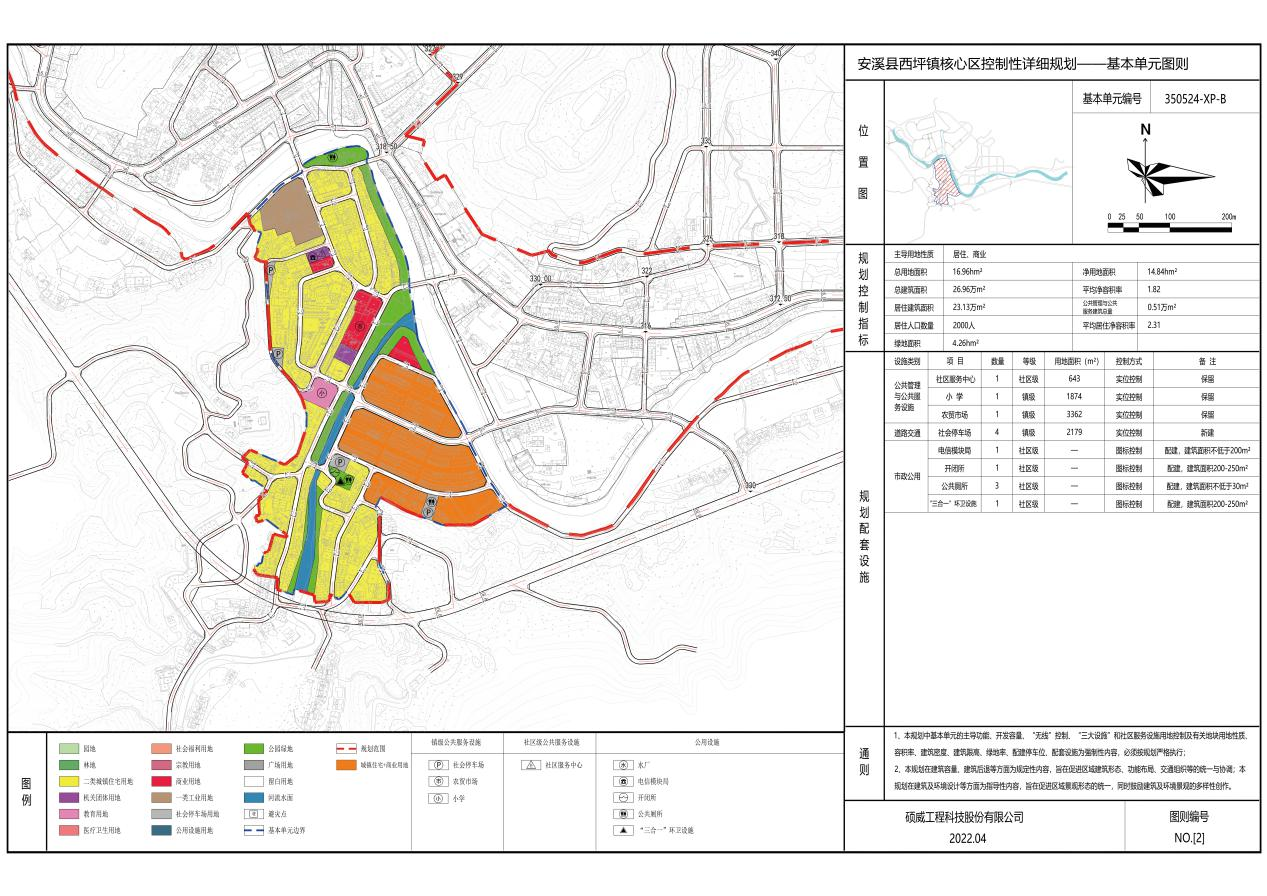 安溪县西坪镇核心区控制性详细规划——基本单元图则
位置图
基本单元编号 350524-XP-B
N
0 25 50 100 200m
规划控制指标
主导用地性质 居住、商业
总用地面积 16.96hm² 净用地面积 14.84hm²
总建筑面积 26.96万m² 平均净容积率 1.82
居住建筑面积 23.13万m² 公共管理与公共服务建筑总量 0.51万m²
居住人口数量 2000人 平均居住净容积率 2.31
绿地面积 4.26hm²
规划配套设施
设施类别 项 目 数量 等级 用地面积（m²） 控制方式 备 注
公共管理与公共服务设施
社区服务中心 1 社区级 643 实位控制 保留
小 学 1 镇级 1874 实位控制 保留
农贸市场 1 镇级 3362 实位控制 保留
道路交通 社会停车场 4 镇级 2179 实位控制 新建
市政公用
电信模块局 1 社区级 — 图标控制 配建，建筑面积不低于200m²
开闭所 1 社区级 — 图标控制 配建，建筑面积200-250m²
公共厕所 3 社区级 — 图标控制 配建，建筑面积不低于30m²
“三合一”环卫设施 1 社区级 — 图标控制 配建，建筑面积200-250m²
通则
1、本规划中基本单元的主导功能、开发容量、“五线”控制、“三大设施”和社区服务设施用地控制及有关地块用地性质、
容积率、建筑密度、建筑限高、绿地率、配建停车位、配套设施为强制性内容，必须按规划严格执行；
2、本规划在建筑容量、建筑后退等方面为规定性内容，旨在促进区域建筑形态、功能布局、交通组织等的统一与协调；本
规划在建筑及环境设计等方面为指导性内容，旨在促进区域景观形态的统一，同时鼓励建筑及环境景观的多样性创作。
硕威工程科技股份有限公司
2022.04
图则编号
NO.[2]
图例
园地 社会福利用地 公园绿地 规划范围
林地 宗教用地 广场用地 城镇住宅+商业用地
二类城镇住宅用地 商业用地 留白用地
机关团体用地 一类工业用地 河流水面
教育用地 社会停车场用地 避灾点
医疗卫生用地 公用设施用地 基本单元边界
镇级公共服务设施
P 社会停车场
市 农贸市场
小 小学
社区级公共服务设施
社区服务中心
公用设施
水 水厂
电信模块局
开闭所
公共厕所
“三合一”环卫设施
329
318.50
340
335
325
318
322
330.00
312.50
316
330